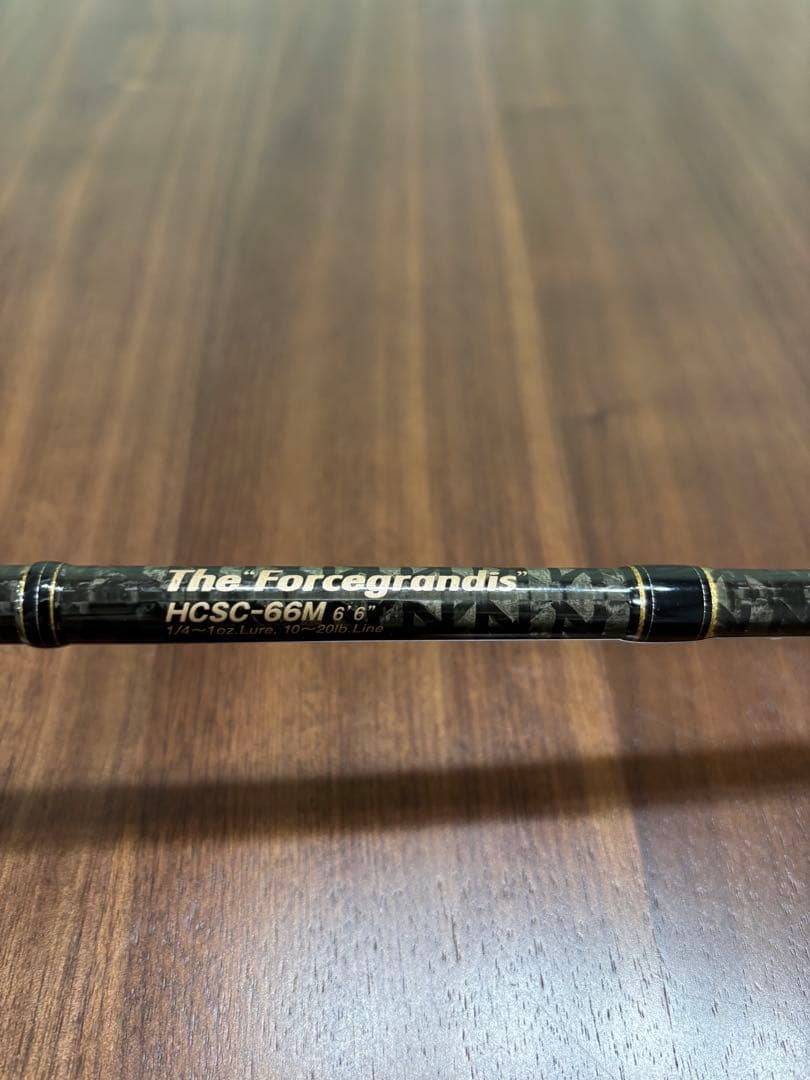 The “Forcegrandis”
HCSC-66M 6’6”
1/4～1oz.Lure, 10～20lb.Line